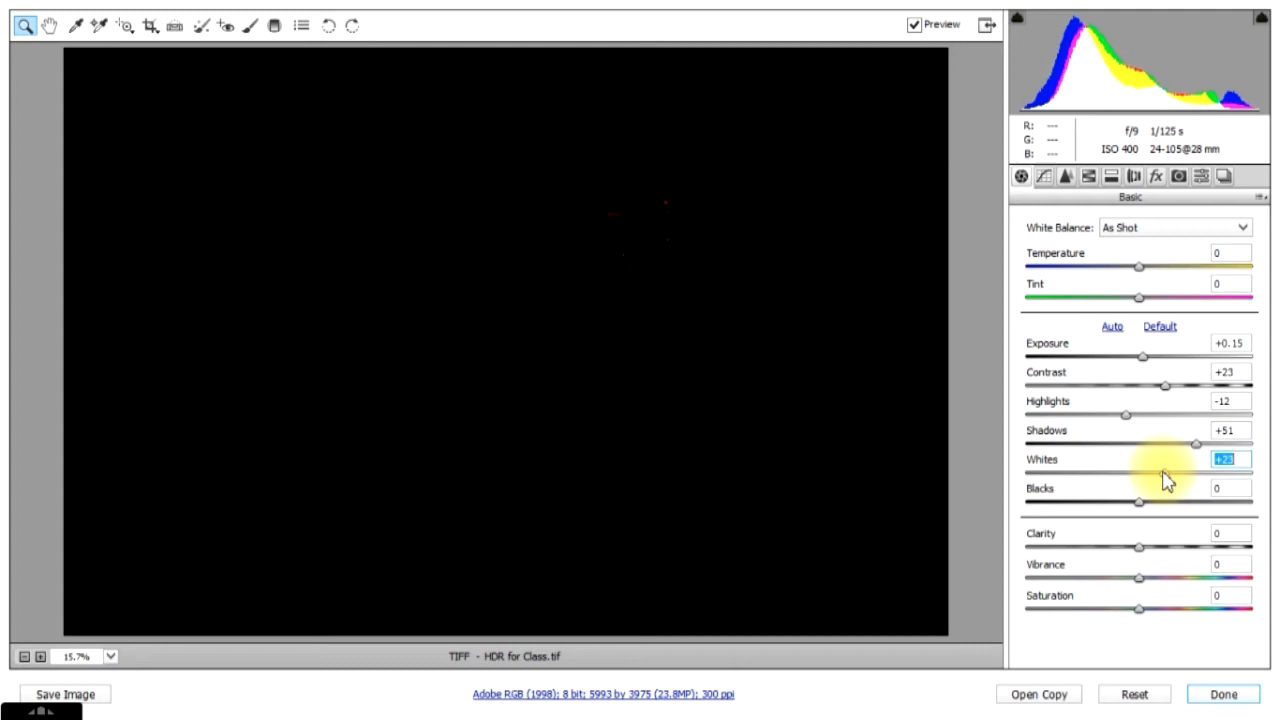 Preview
R: ---
G: ---
B: ---
f/9 1/125 s
ISO 400 24-105@28 mm
fx
Basic
White Balance: As Shot
Temperature 0
Tint 0
Auto Default
Exposure +0.15
Contrast +23
Highlights -12
Shadows +51
Whites +23
Blacks 0
Clarity 0
Vibrance 0
Saturation 0
15.7%
TIFF - HDR for Class.tif
Save Image
Adobe RGB (1998); 8 bit; 5993 by 3975 (23.8MP); 300 ppi
Open Copy
Reset
Done